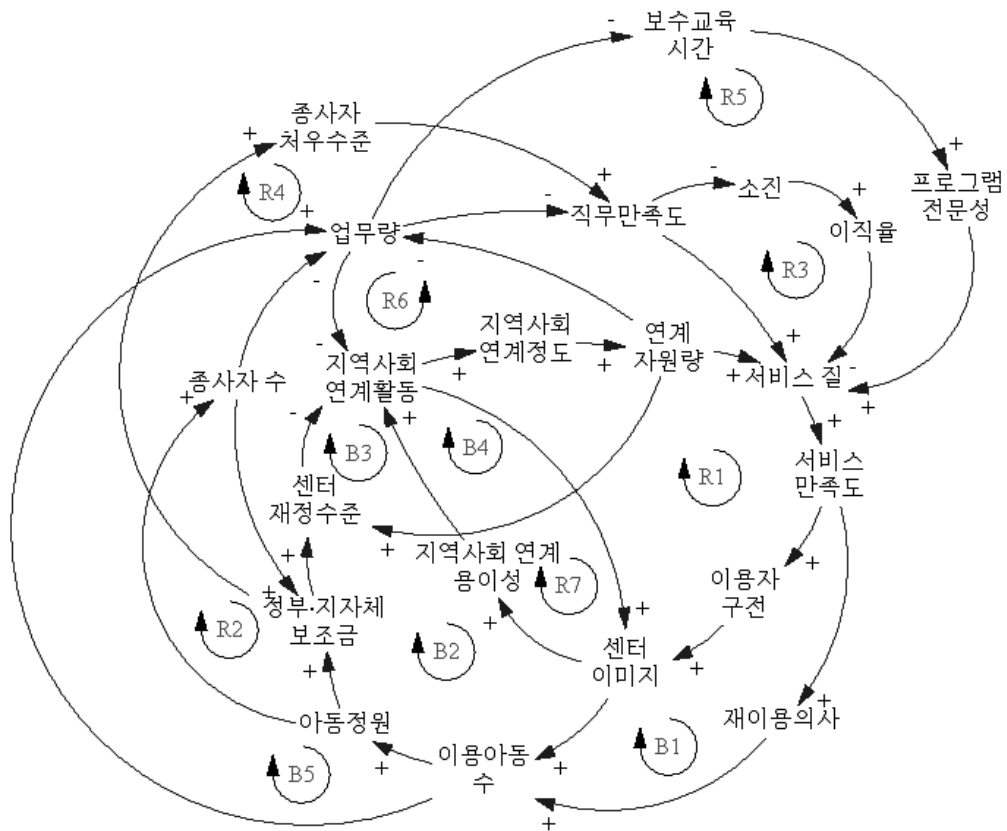 보수교육
시간
-
R5
종사자
처우수준
+
+
R4
+
-
직무만족도
-
소진
+
이직율
+
프로그램
전문성
업무량
-
-
R6
R3
-
지역사회
연계활동
지역사회
연계정도
+
연계
자원량
+
+
+
서비스 질
-
+
종사자 수
+
-
+
B3
B4
R1
+
서비스
만족도
센터
재정수준
+
+
지역사회 연계
용이성
+
R7
+
이용자
구전
+
정부·지자체
보조금
+
R2
B2
+
센터
이미지
+
+
아동정원
재이용의사
+
B1
B5
+
이용아동
수
+
+